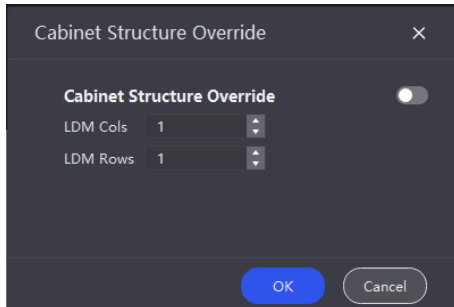 Cabinet Structure Override
Cabinet Structure Override
LDM Cols 1
LDM Rows 1
OK Cancel